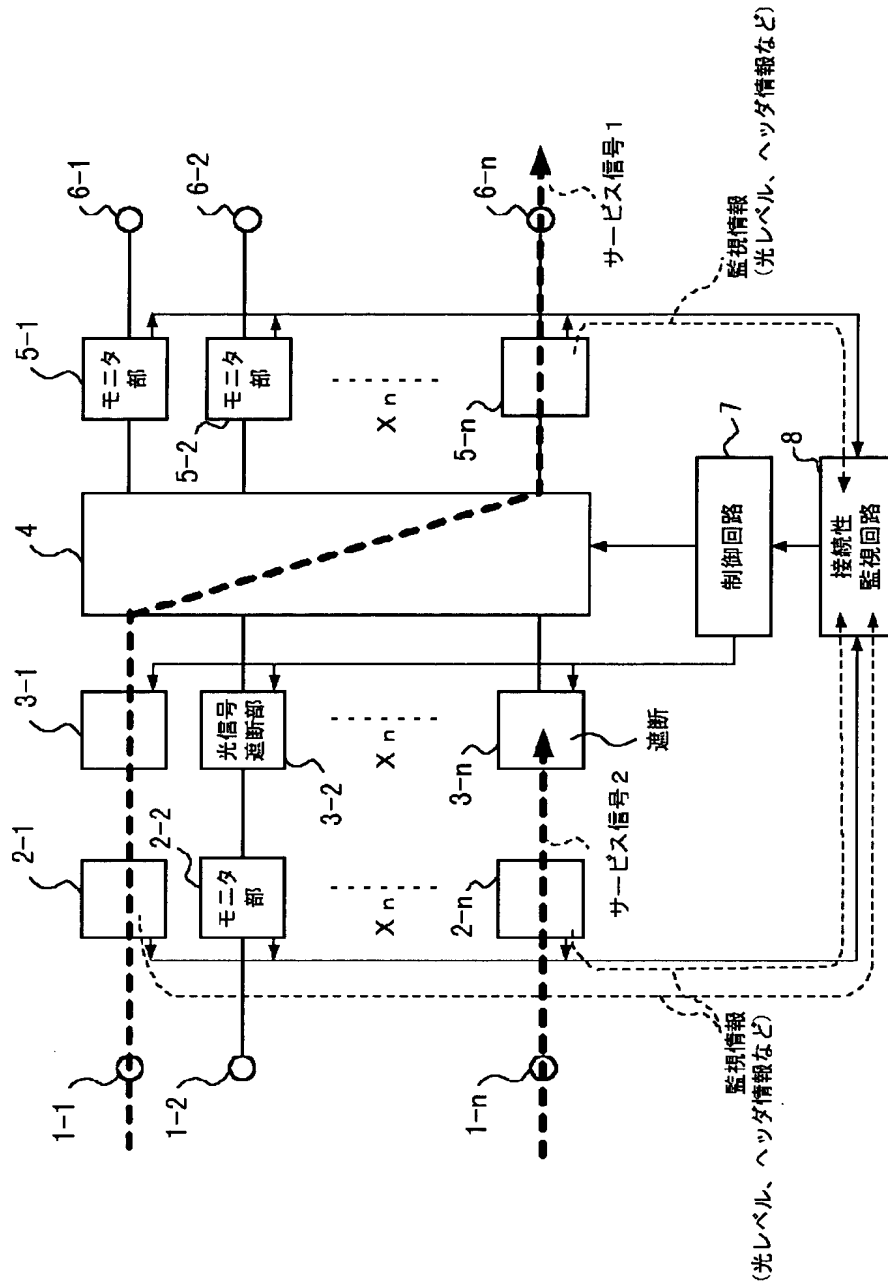 1-1
1-2
1-n
2-1
2-2
モニタ
部
Xn
2-n
サービス信号2
3-1
光信号
遮断部
3-2
Xn
3-n
遮断
4
5-1
モニタ
部
モニタ
部
5-2
Xn
5-n
6-1
6-2
6-n
サービス信号1
監視情報
(光レベル、ヘッダ情報など)
制御回路
7
8
接続性
監視回路
監視情報
(光レベル、ヘッダ情報など)